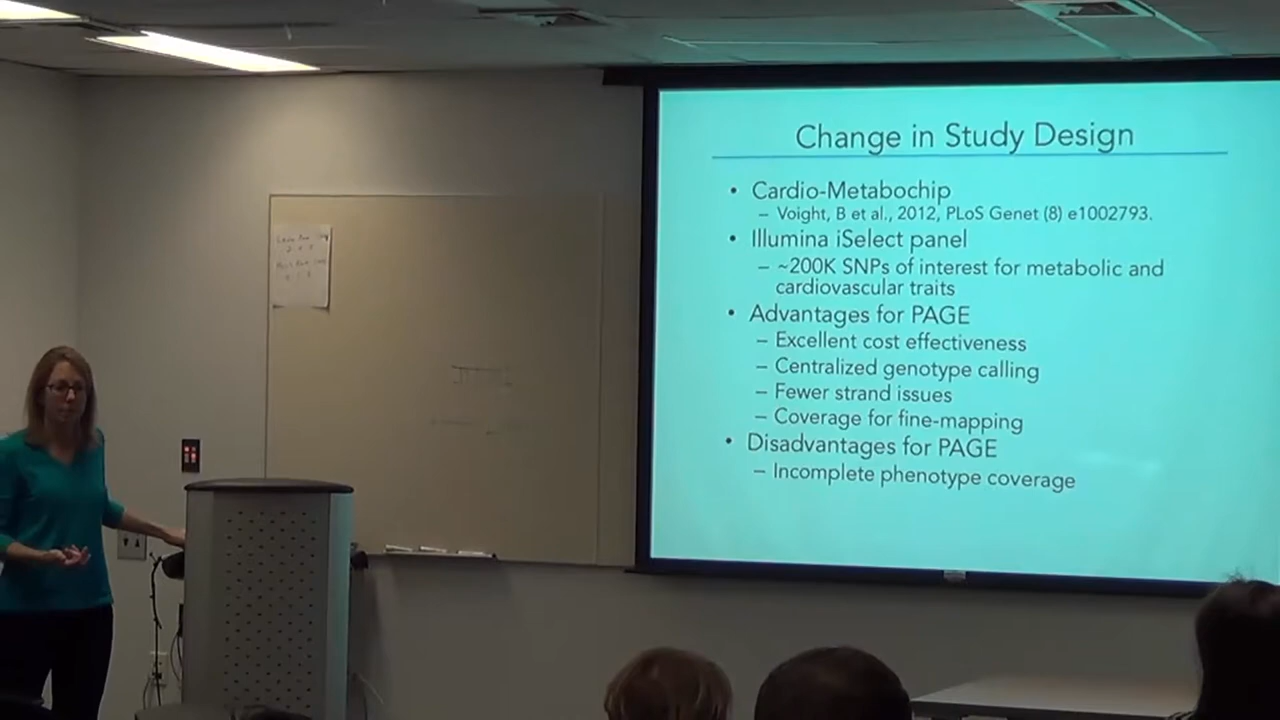 Change in Study Design
• Cardio-Metabochip
– Voight, B et al., 2012, PLoS Genet (8) e1002793.
• Illumina iSelect panel
– ~200K SNPs of interest for metabolic and
cardiovascular traits
• Advantages for PAGE
– Excellent cost effectiveness
– Centralized genotype calling
– Fewer strand issues
– Coverage for fine-mapping
• Disadvantages for PAGE
– Incomplete phenotype coverage